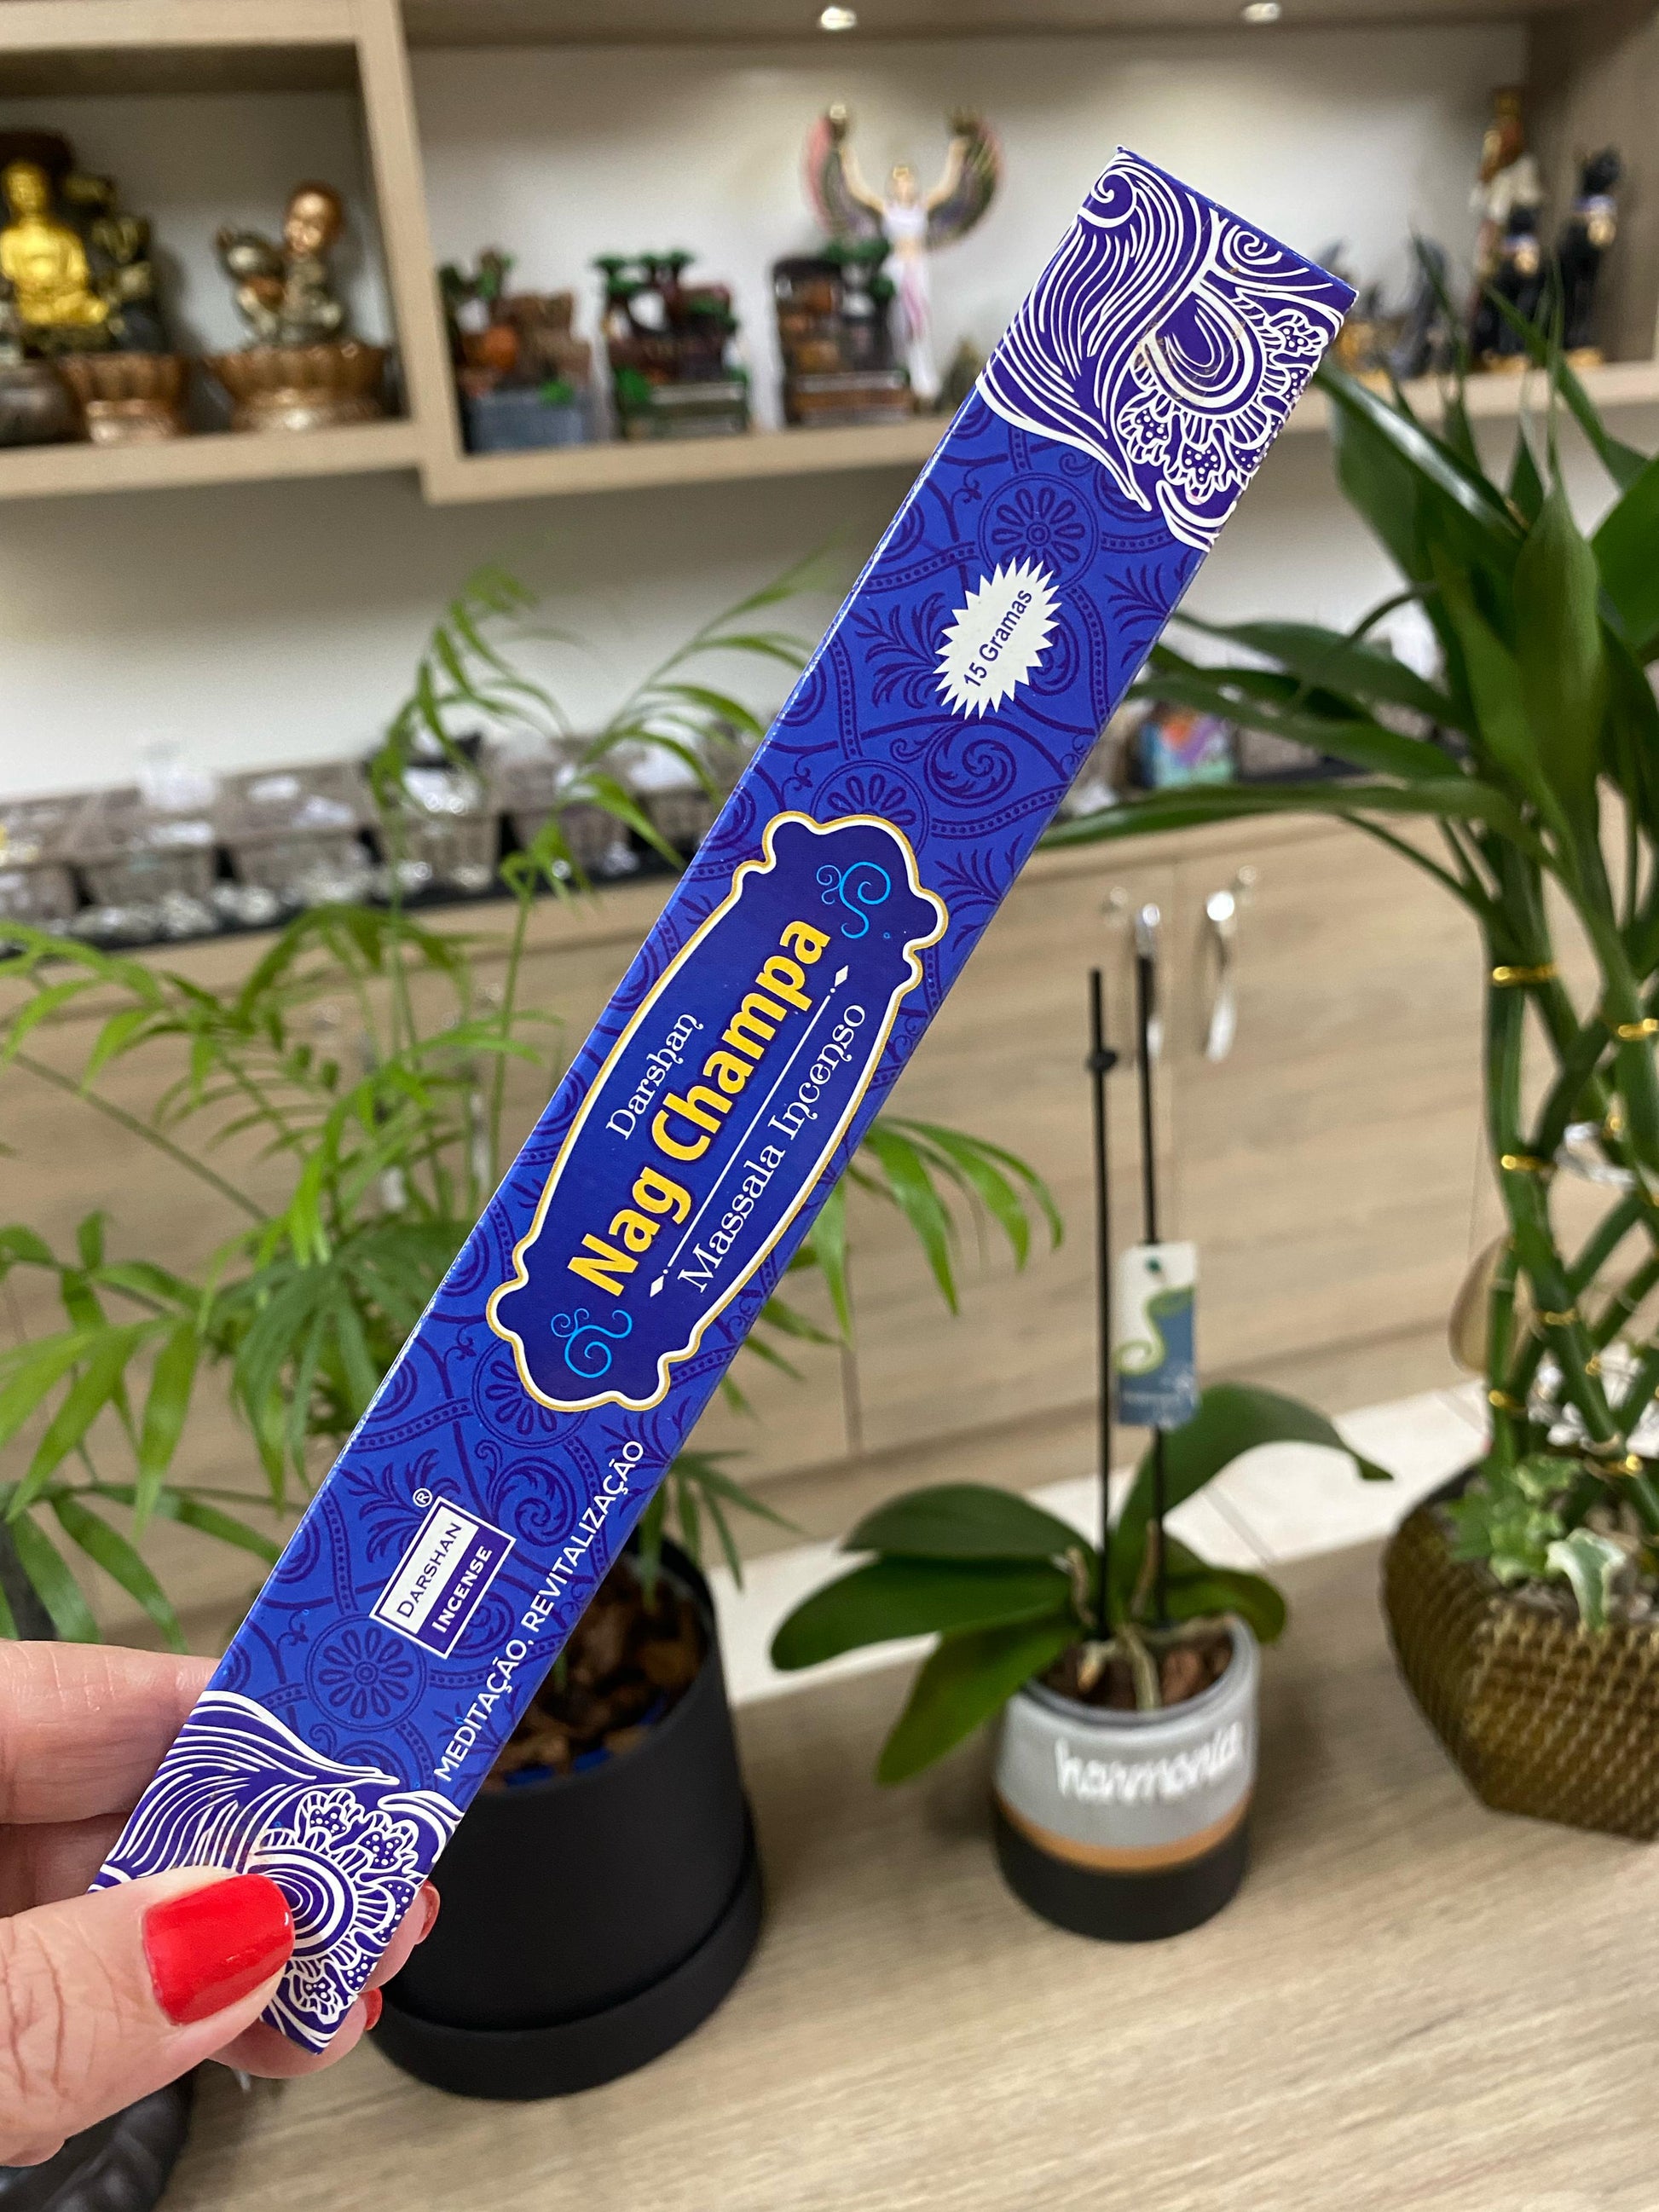 15 Gramas
Darshan
Nag Champa
Massala Incenso
DARSHAN
INCENSE
®
MEDITAÇÃO, REVITALIZAÇÃO
harmonia